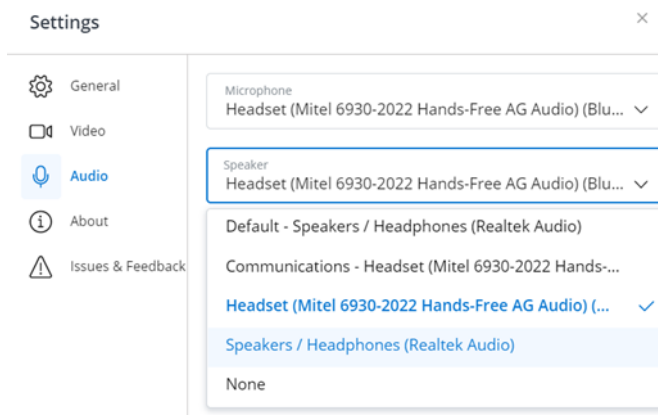 Settings
General
Video
Audio
About
Issues & Feedback
Microphone
Headset (Mitel 6930-2022 Hands-Free AG Audio) (Blu...
Speaker
Headset (Mitel 6930-2022 Hands-Free AG Audio) (Blu...
Default - Speakers / Headphones (Realtek Audio)
Communications - Headset (Mitel 6930-2022 Hands-...
Headset (Mitel 6930-2022 Hands-Free AG Audio) (...
Speakers / Headphones (Realtek Audio)
None